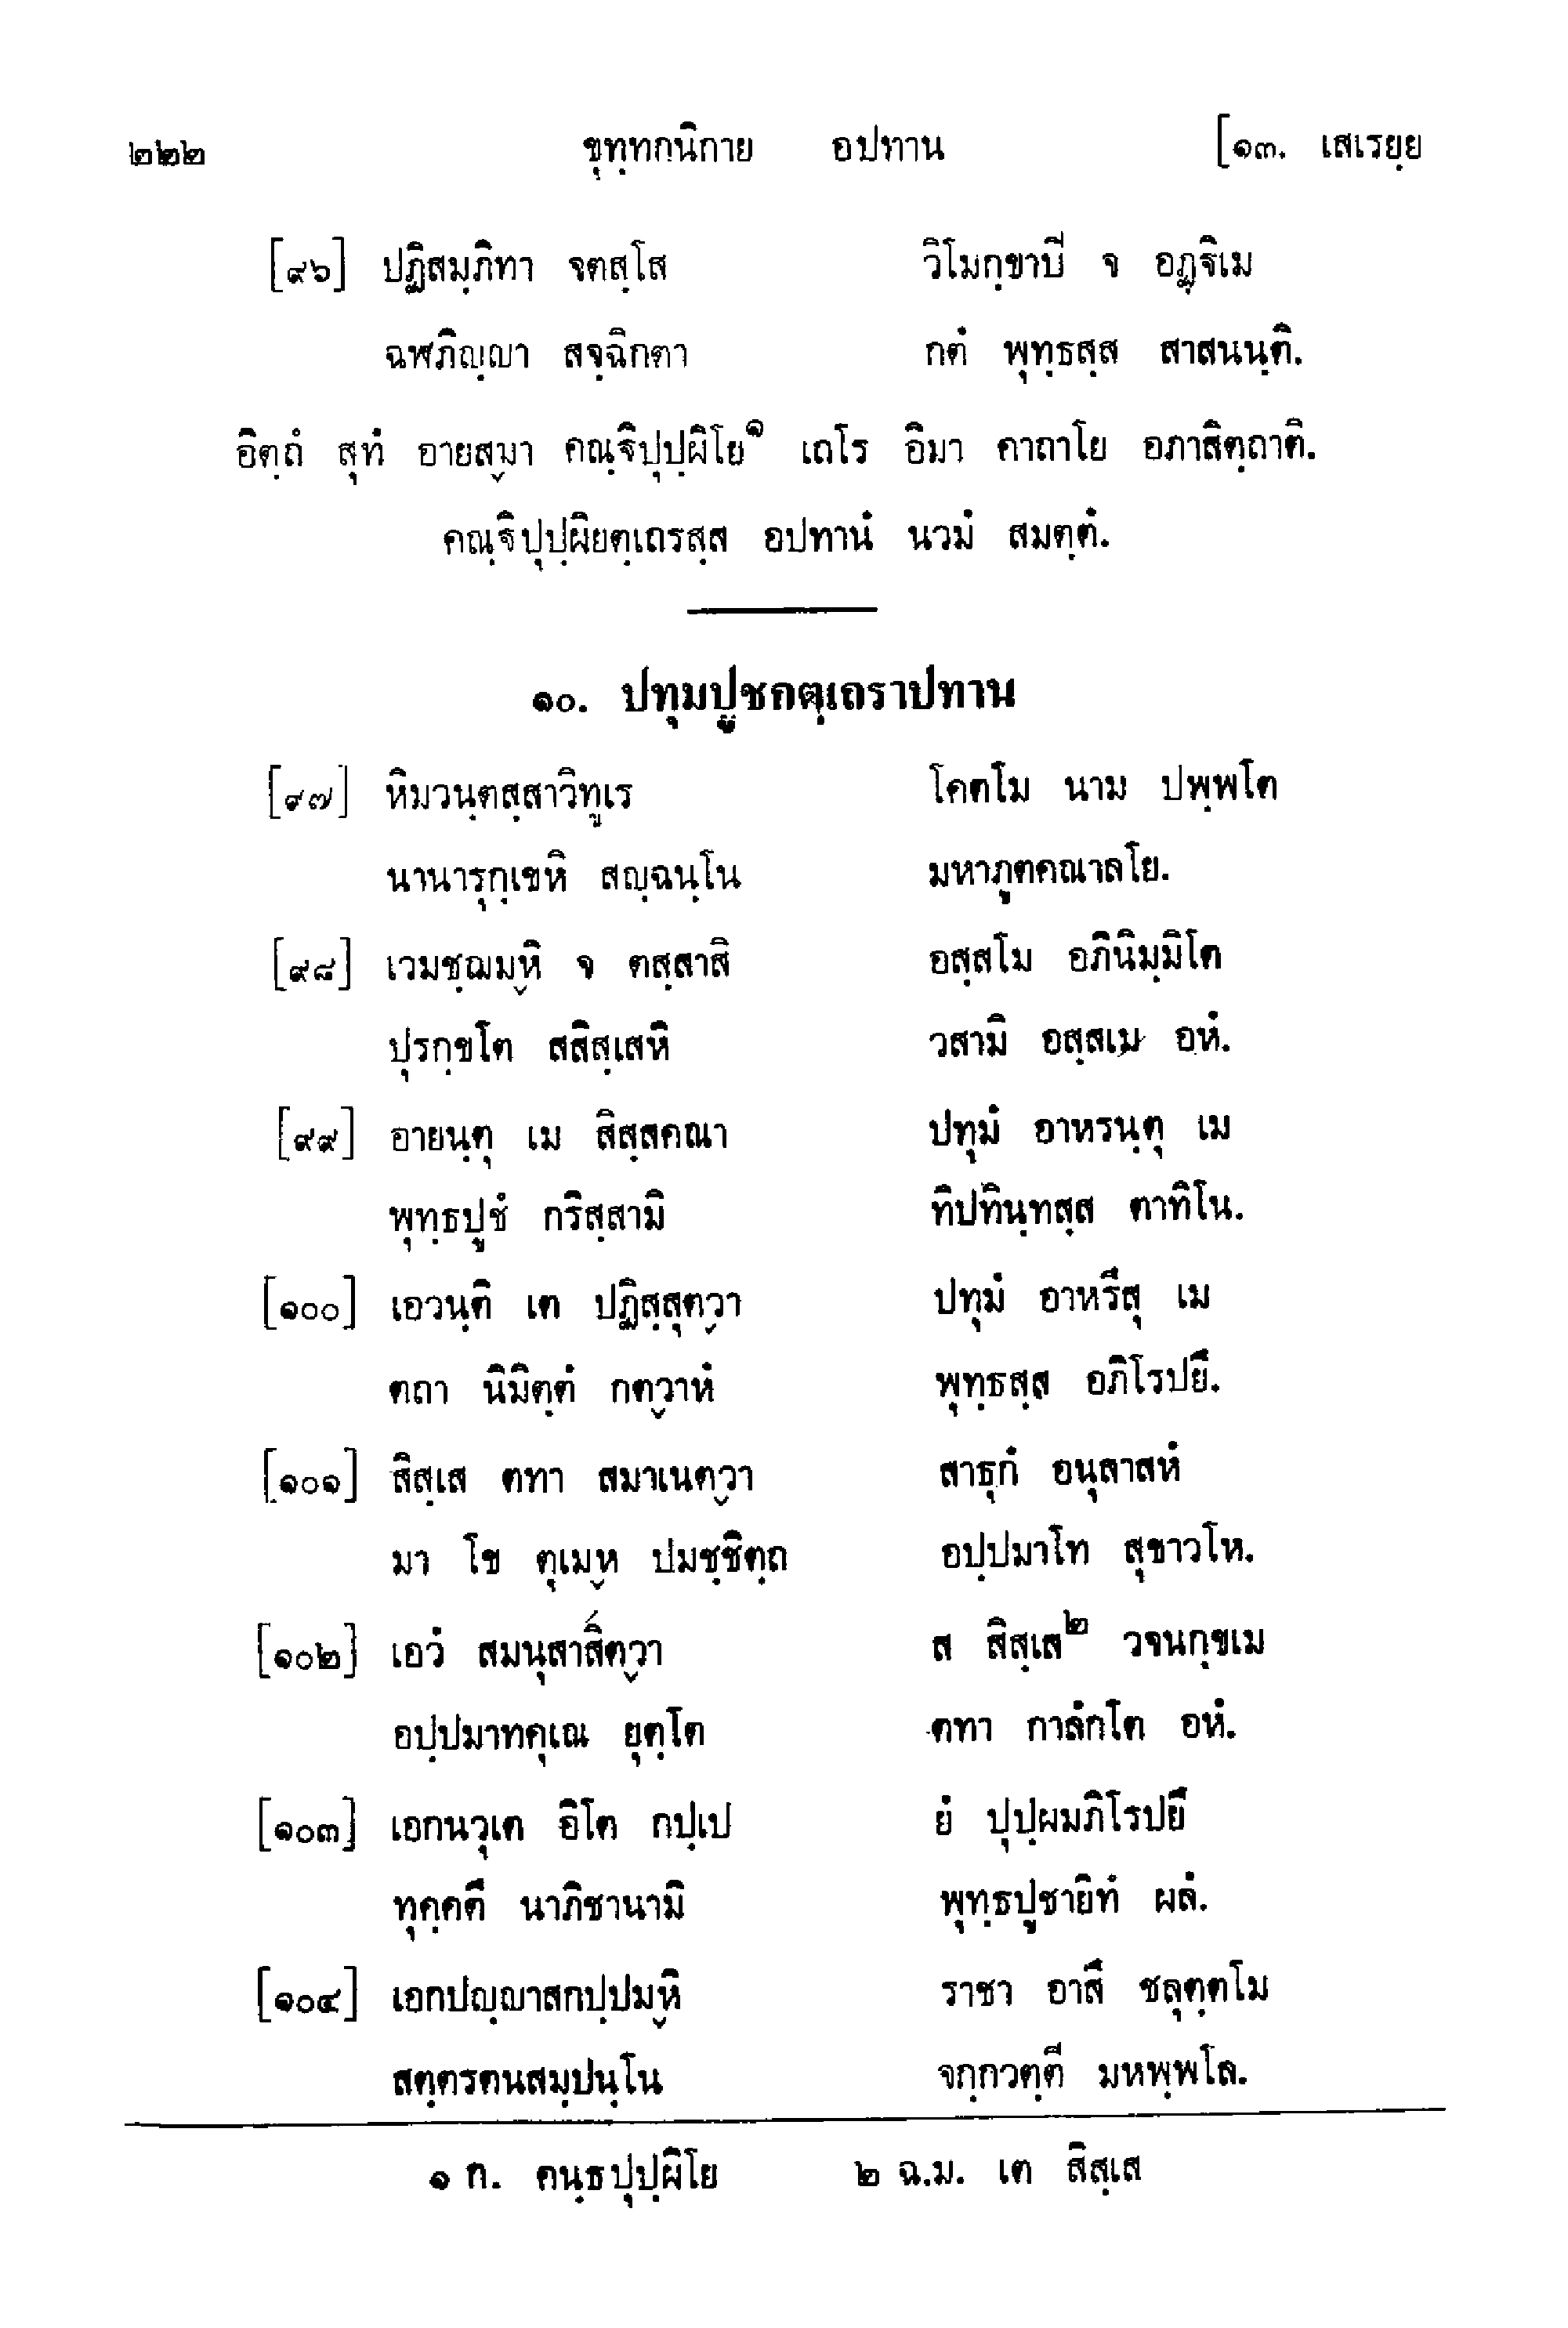 ๒๒๒ ขุทฺทกนิกาย อปทาน [๑๓. เสเรยฺย
[๙๖] ปฏิสมฺภิทา จตสฺโส วิโมกฺขาปิ จ อฏฺฐิเม
ฉฬภิญฺญา สจฺฉิกตา กตํ พุทฺธสฺส สาสนนฺติ.
อิตฺถํ สุทํ อายสฺมา คณฺฐิปุปฺผิโย๑ เถโร อิมา คาถาโย อภาสิตฺถาติ.
คณฺฐิปุปฺผิยตฺเถรสฺส อปทานํ นวมํ สมตฺตํ.
๑๐. ปทุมปูชกตฺเถราปทาน
[๙๗] หิมวนฺตสฺสาวิทูเร โคตโม นาม ปพฺพโต
นานารุกฺเขหิ สญฺฉนฺโน มหาภูตคณาลโย.
[๙๘] เวมชฺฌมฺหิ จ ตสฺสาสิ อสฺสโม อภินิมฺมิโต
ปุรกฺขโต สสิสฺเสหิ วสามิ อสฺสเม อหํ.
[๙๙] อายนฺตุ เม สิสฺสคณา ปทุมํ อาหรนฺตุ เม
พุทฺธปูชํ กริสฺสามิ ทิปทินฺทสฺส ตาทิโน.
[๑๐๐] เอวนฺติ เต ปฏิสฺสุตฺวา ปทุมํ อาหรึสุ เม
ตถา นิมิตฺตํ กตฺวาหํ พุทฺธสฺส อภิโรปยึ.
[๑๐๑] สิสฺเส ตทา สมาเนตฺวา สาธุกํ อนุสาสหํ
มา โข ตุเมฺห ปมชฺชิตฺถ อปฺปมาโท สุขาวโห.
[๑๐๒] เอวํ สมนุสาสิตฺวา ส สิสฺเส๒ วจนกฺขเม
อปฺปมาทคุเณ ยุตฺโต ตทา กาลํกโต อหํ.
[๑๐๓] เอกนวุเต อิโต กปฺเป ยํ ปุปฺผมภิโรปยึ
ทุคฺคตึ นาภิชานามิ พุทฺธปูชายิทํ ผลํ.
[๑๐๔] เอกปญฺญาสกปฺปมฺหิ ราชา อาสึ ชลุตฺตโม
สตฺตรตนสมฺปนฺโน จกฺกวตฺตี มหพฺพโล.
๑ ก. คนฺธปุปฺผิโย ๒ ฉ.ม. เต สิสฺเส